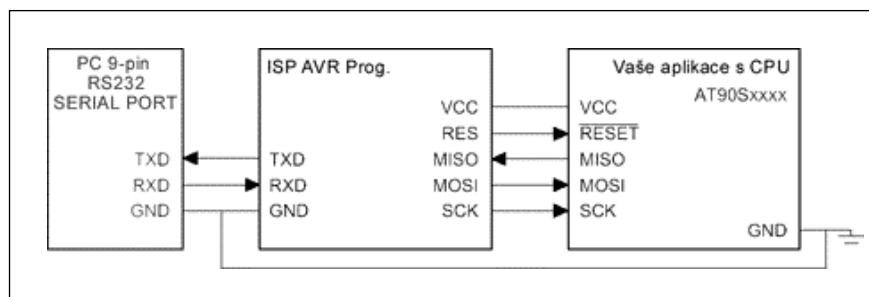 PC 9-pin
RS232
SERIAL PORT
TXD
RXD
GND
ISP AVR Prog.
VCC
RES
TXD
MISO
RXD
MOSI
GND
SCK
Vaše aplikace s CPU
AT90Sxxxx
VCC
RESET
MISO
MOSI
SCK
GND